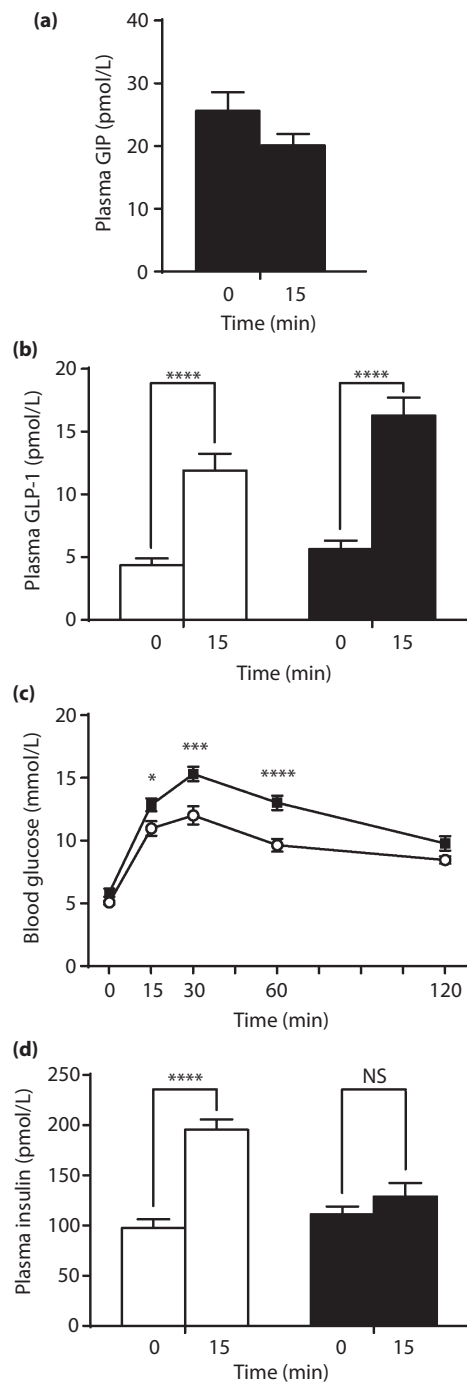 (a)
Plasma GIP (pmol/L)
40
30
20
10
0
0 15
Time (min)
(b)
Plasma GLP-1 (pmol/L)
20
15
10
5
0
**** ****
0 15 0 15
Time (min)
(c)
Blood glucose (mmol/L)
20
15
10
5
0
* *** ****
0 15 30 60 120
Time (min)
(d)
Plasma insulin (pmol/L)
250
200
150
100
50
0
**** NS
0 15 0 15
Time (min)